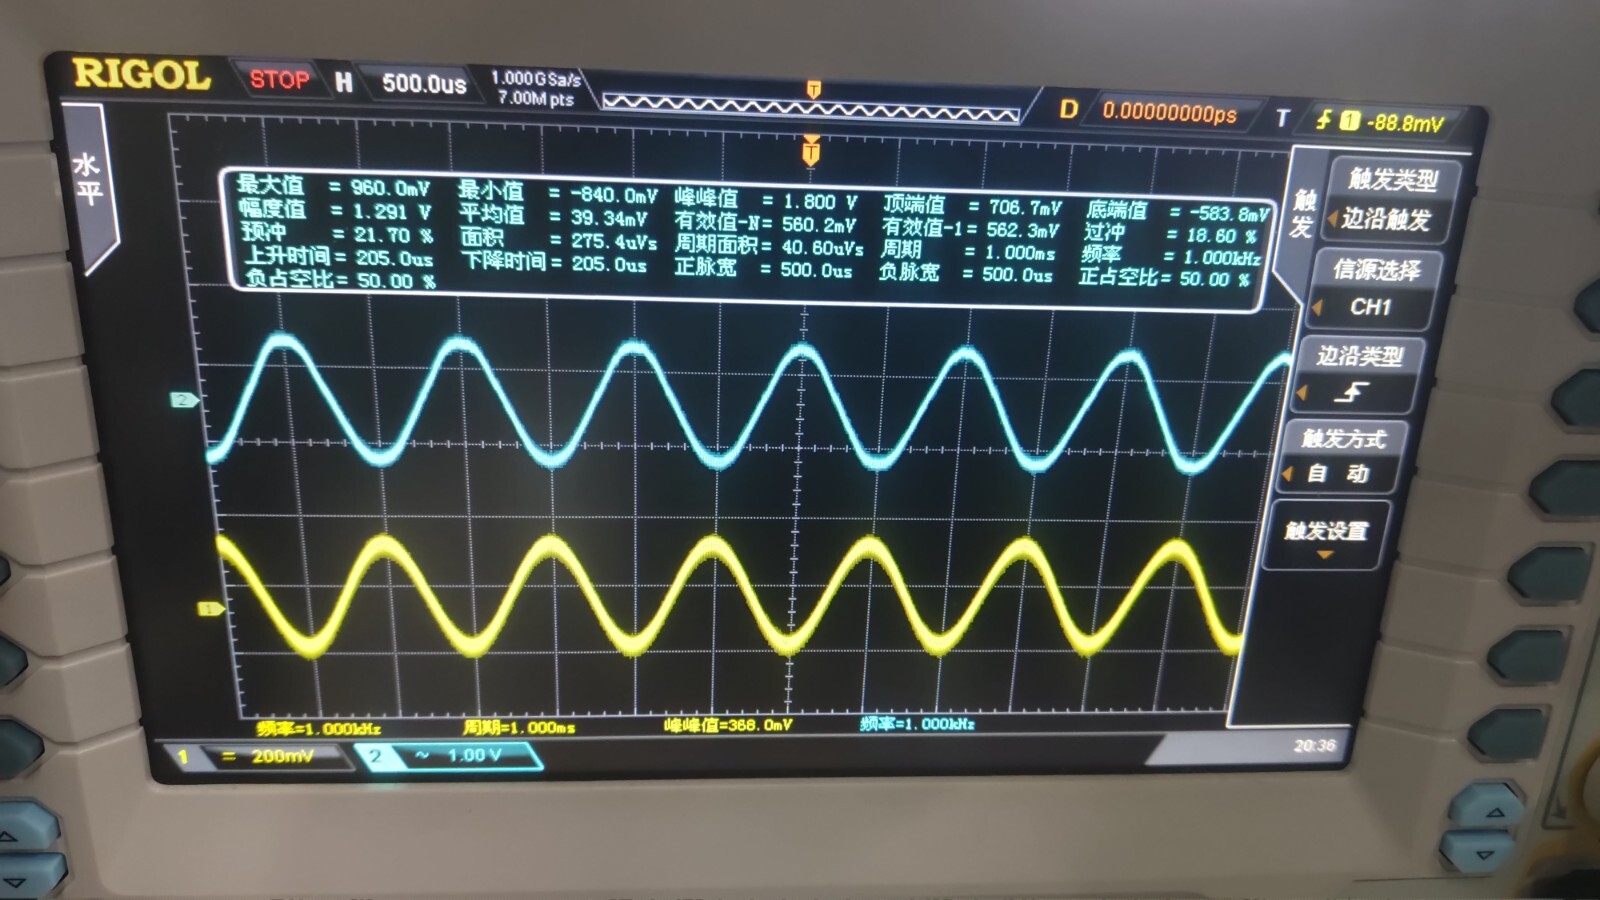 RIGOL STOP H 500.0us 1.000GSa/s 7.00M pts T D 0.00000000ps T 1 -88.8mV
水平
T
最大值 = 960.0mV 最小值 = -840.0mV 峰峰值 = 1.800 V 顶端值 = 706.7mV 底端值 = -583.8mV
幅度值 = 1.291 V 平均值 = 39.34mV 有效值-N= 560.2mV 有效值-1= 562.3mV 过冲 = 18.60 %
预冲 = 21.70 % 面积 = 275.4uVs 周期面积= 40.60uVs 周期 = 1.000ms 频率 = 1.000kHz
上升时间= 205.0us 下降时间= 205.0us 正脉宽 = 500.0us 负脉宽 = 500.0us 正占空比= 50.00 %
负占空比= 50.00 %
触发
触发类型
边沿触发
信源选择
CH1
边沿类型
触发方式
自 动
触发设置
2
1
频率=1.000kHz 周期=1.000ms 峰峰值=368.0mV 频率=1.000kHz
1 = 200mV 2 ~ 1.00 V 20:36